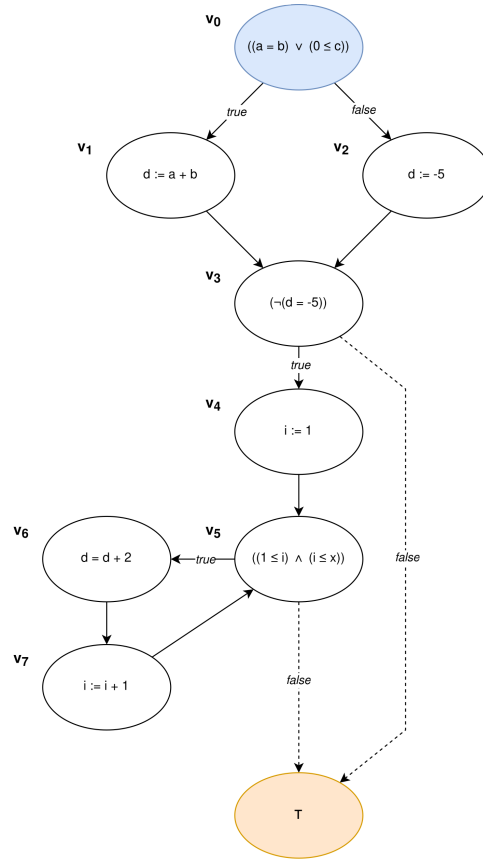 v0
((a = b) ∨ (0 ≤ c))
true
false
v1
v2
d := a + b
d := -5
v3
(¬(d = -5))
true
v4
i := 1
v6
v5
d = d + 2
true
((1 ≤ i) ∧ (i ≤ x))
false
v7
i := i + 1
false
T